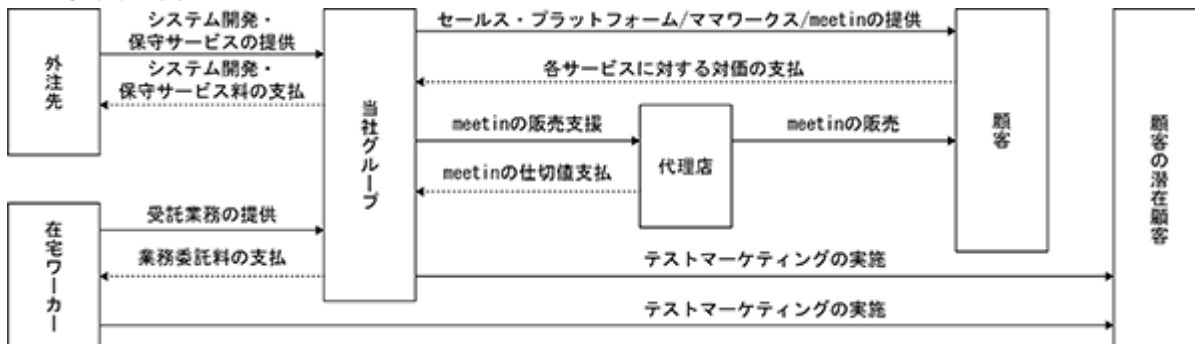 システム開発・
保守サービスの提供
システム開発・
保守サービス料の支払
外注先
当社グループ
セールス・プラットフォーム/ママワークス/meetinの提供
各サービスに対する対価の支払
meetinの販売支援
meetinの仕切値支払
代理店
meetinの販売
顧客
顧客の潜在顧客
在宅ワーカー
受託業務の提供
業務委託料の支払
テストマーケティングの実施
テストマーケティングの実施